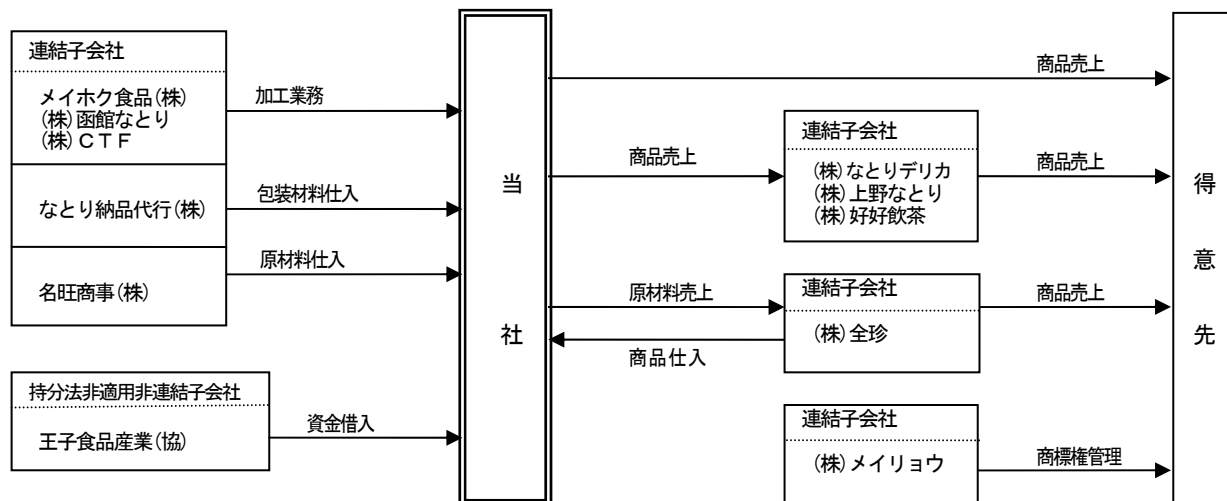 連結子会社
メイホク食品(株)
(株)函館なとり
(株)ＣＴＦ
なとり納品代行(株)
名旺商事(株)
持分法非適用非連結子会社
王子食品産業(協)
加工業務
包装材料仕入
原材料仕入
資金借入
当社
商品売上
商品売上
連結子会社
(株)なとりデリカ
(株)上野なとり
(株)好好飲茶
商品売上
原材料売上
商品仕入
連結子会社
(株)全珍
商品売上
連結子会社
(株)メイリョウ
商標権管理
得意先